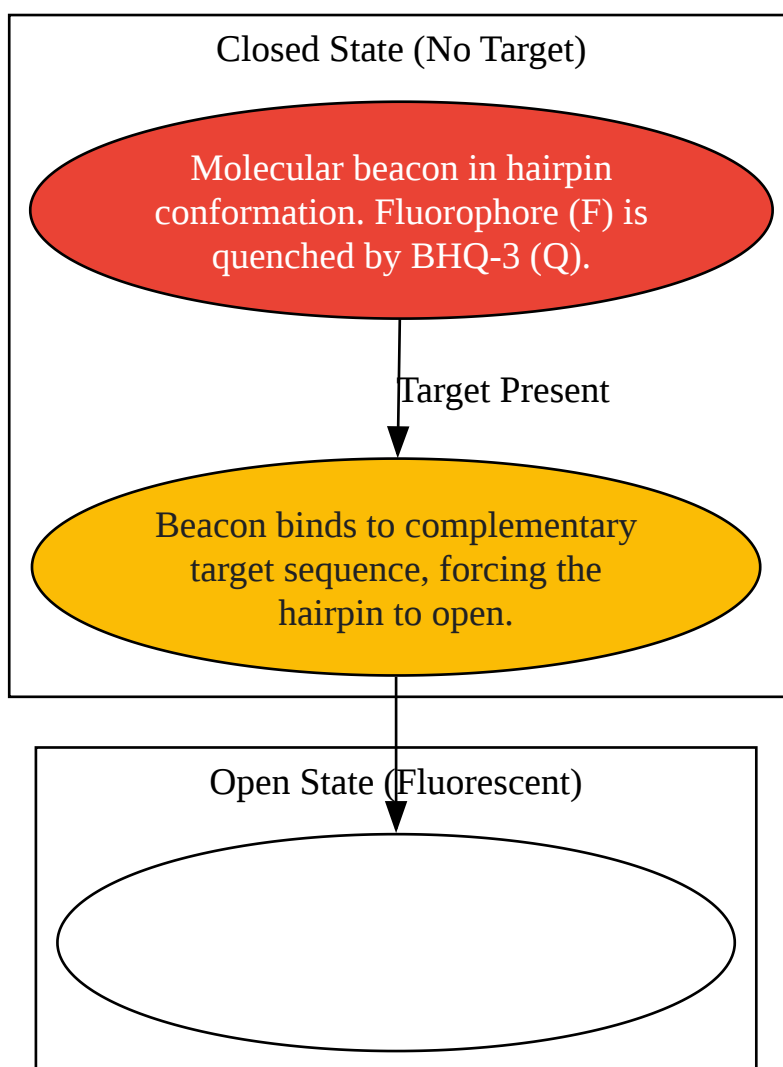 Closed State (No Target)
Molecular beacon in hairpin
conformation. Fluorophore (F) is
quenched by BHQ-3 (Q).
Target Present
Beacon binds to complementary
target sequence, forcing the
hairpin to open.
Open State (Fluorescent)